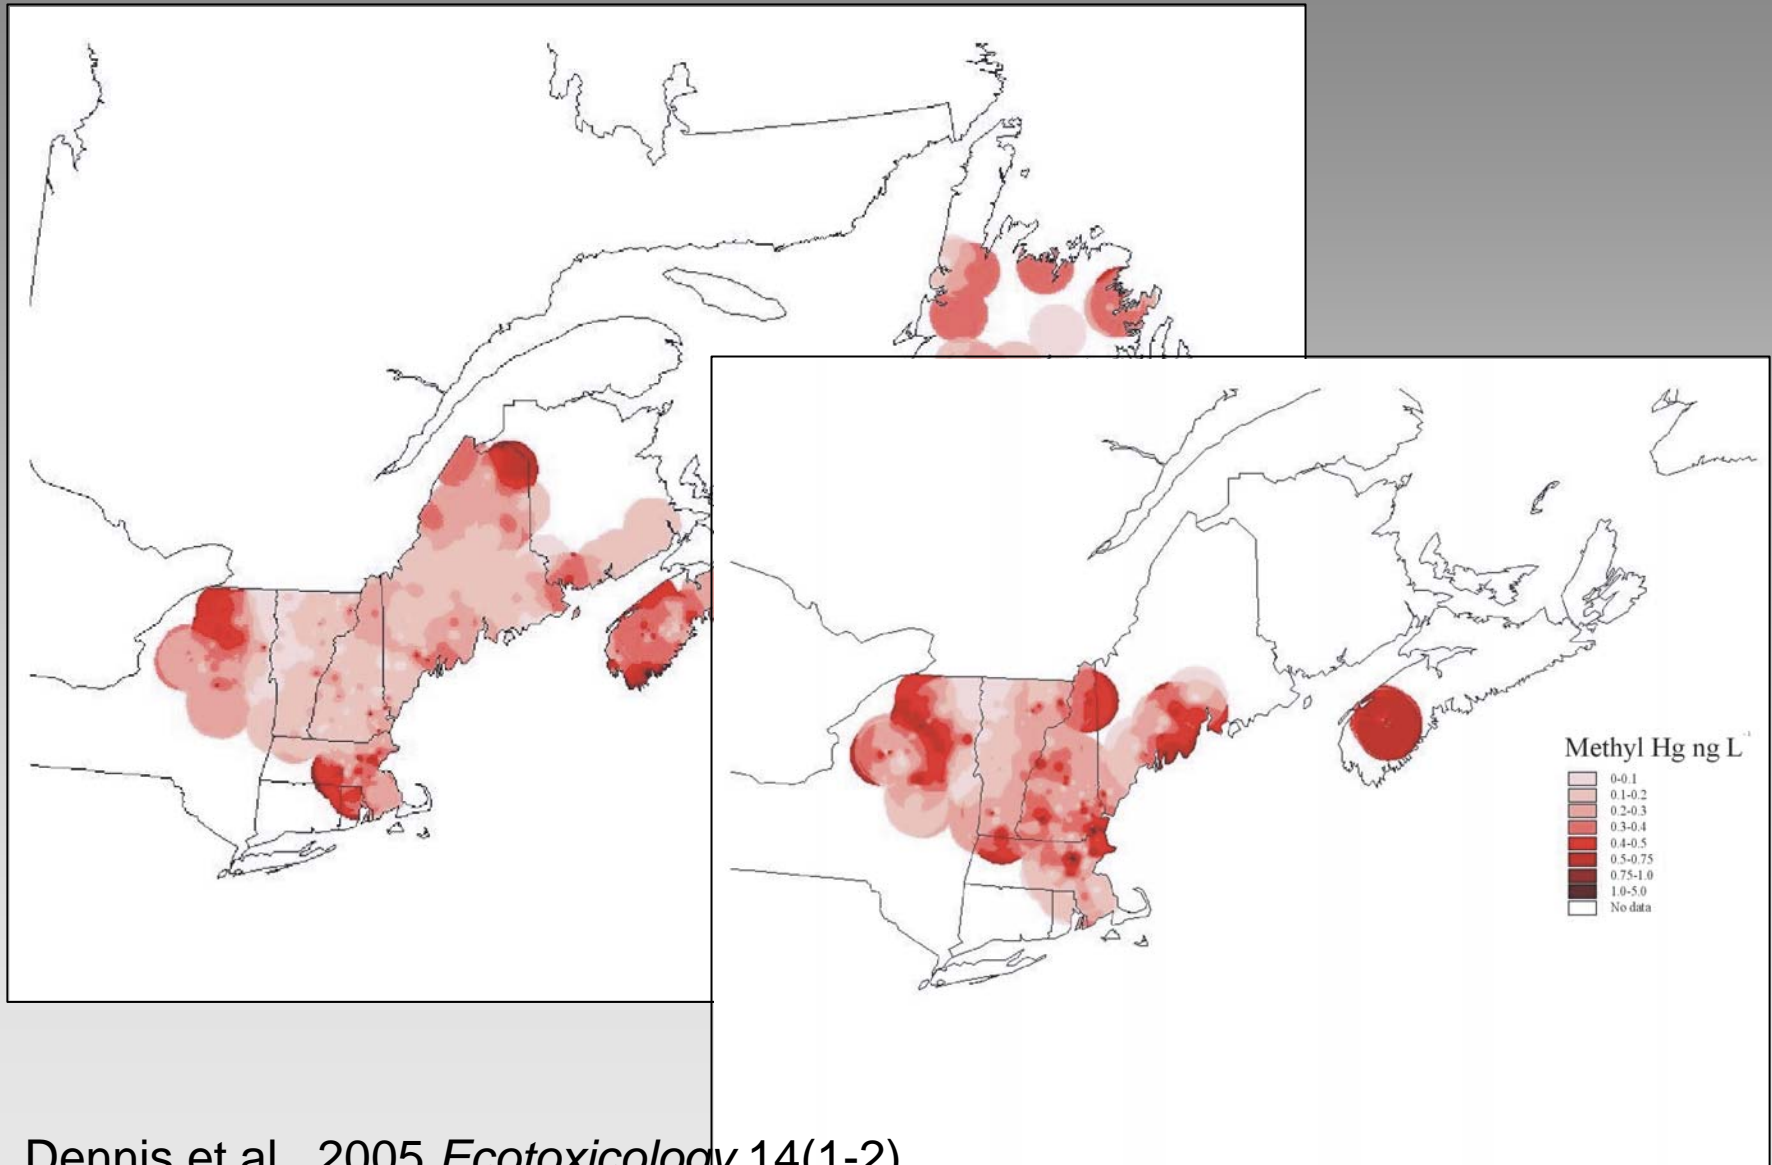 Methyl Hg ng L-1
0-0.1
0.1-0.2
0.2-0.3
0.3-0.4
0.4-0.5
0.5-0.75
0.75-1.0
1.0-5.0
No data
Dennis et al., 2005 Ecotoxicology 14(1-2)